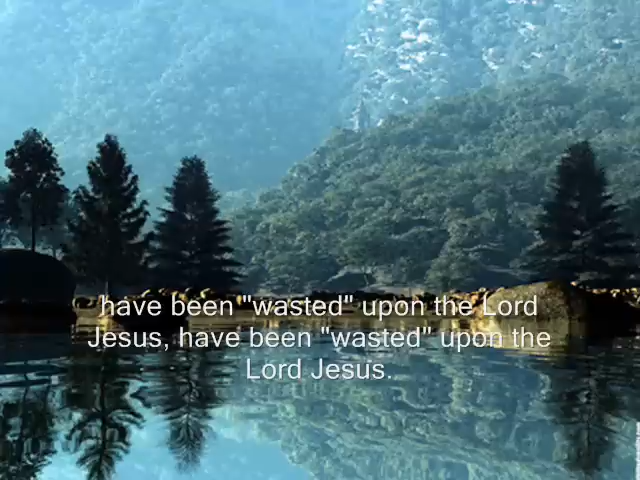 have been "wasted" upon the Lord
Jesus, have been "wasted" upon the
Lord Jesus.